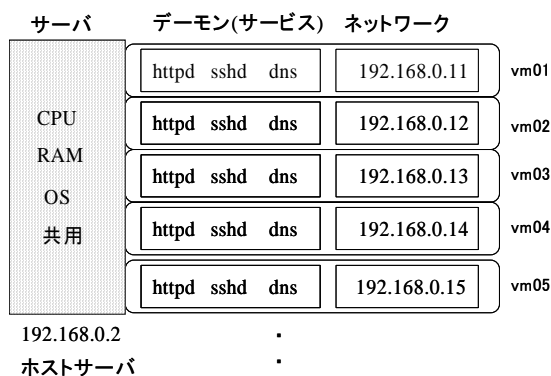 サーバ デーモン(サービス) ネットワーク
httpd sshd dns 192.168.0.11 vm01
CPU httpd sshd dns 192.168.0.12 vm02
RAM
httpd sshd dns 192.168.0.13 vm03
OS
共用 httpd sshd dns 192.168.0.14 vm04
httpd sshd dns 192.168.0.15 vm05
192.168.0.2
ホストサーバ